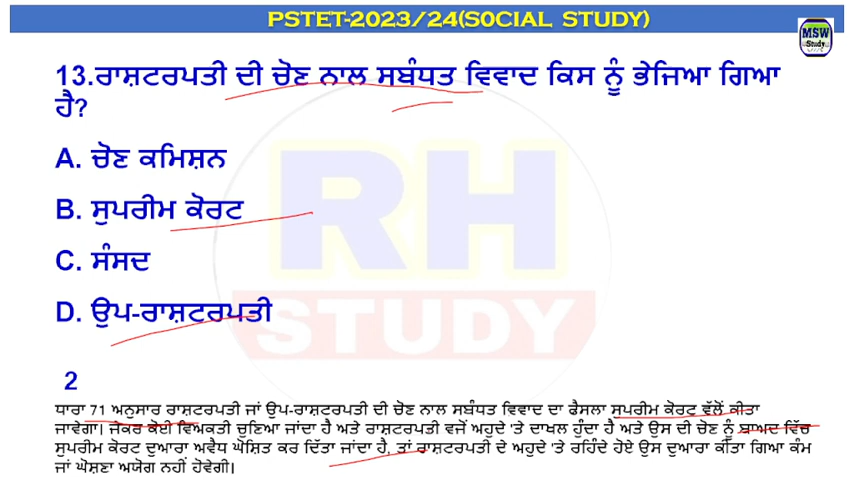 PSTET-2023/24(SOCIAL STUDY)
MSW
Study
13.ਰਾਸ਼ਟਰਪਤੀ ਦੀ ਚੋਣ ਨਾਲ ਸਬੰਧਤ ਵਿਵਾਦ ਕਿਸ ਨੂੰ ਭੇਜਿਆ ਗਿਆ
ਹੈ?
A. ਚੋਣ ਕਮਿਸ਼ਨ
B. ਸੁਪਰੀਮ ਕੋਰਟ
C. ਸੰਸਦ
D. ਉਪ-ਰਾਸ਼ਟਰਪਤੀ
RH
STUDY
2
ਧਾਰਾ 71 ਅਨੁਸਾਰ ਰਾਸ਼ਟਰਪਤੀ ਜਾਂ ਉਪ-ਰਾਸ਼ਟਰਪਤੀ ਦੀ ਚੋਣ ਨਾਲ ਸਬੰਧਤ ਵਿਵਾਦ ਦਾ ਫੈਸਲਾ ਸੁਪਰੀਮ ਕੋਰਟ ਵੱਲੋਂ ਕੀਤਾ
ਜਾਵੇਗਾ। ਜੇਕਰ ਕੋਈ ਵਿਅਕਤੀ ਚੁਣਿਆ ਜਾਂਦਾ ਹੈ ਅਤੇ ਰਾਸ਼ਟਰਪਤੀ ਵਜੋਂ ਅਹੁਦੇ 'ਤੇ ਦਾਖਲ ਹੁੰਦਾ ਹੈ ਅਤੇ ਉਸ ਦੀ ਚੋਣ ਨੂੰ ਬਾਅਦ ਵਿੱਚ
ਸੁਪਰੀਮ ਕੋਰਟ ਦੁਆਰਾ ਅਵੈਧ ਘੋਸ਼ਿਤ ਕਰ ਦਿੱਤਾ ਜਾਂਦਾ ਹੈ, ਤਾਂ ਰਾਸ਼ਟਰਪਤੀ ਦੇ ਅਹੁਦੇ 'ਤੇ ਰਹਿੰਦੇ ਹੋਏ ਉਸ ਦੁਆਰਾ ਕੀਤਾ ਗਿਆ ਕੰਮ
ਜਾਂ ਘੋਸ਼ਣਾ ਅਯੋਗ ਨਹੀਂ ਹੋਵੇਗੀ।